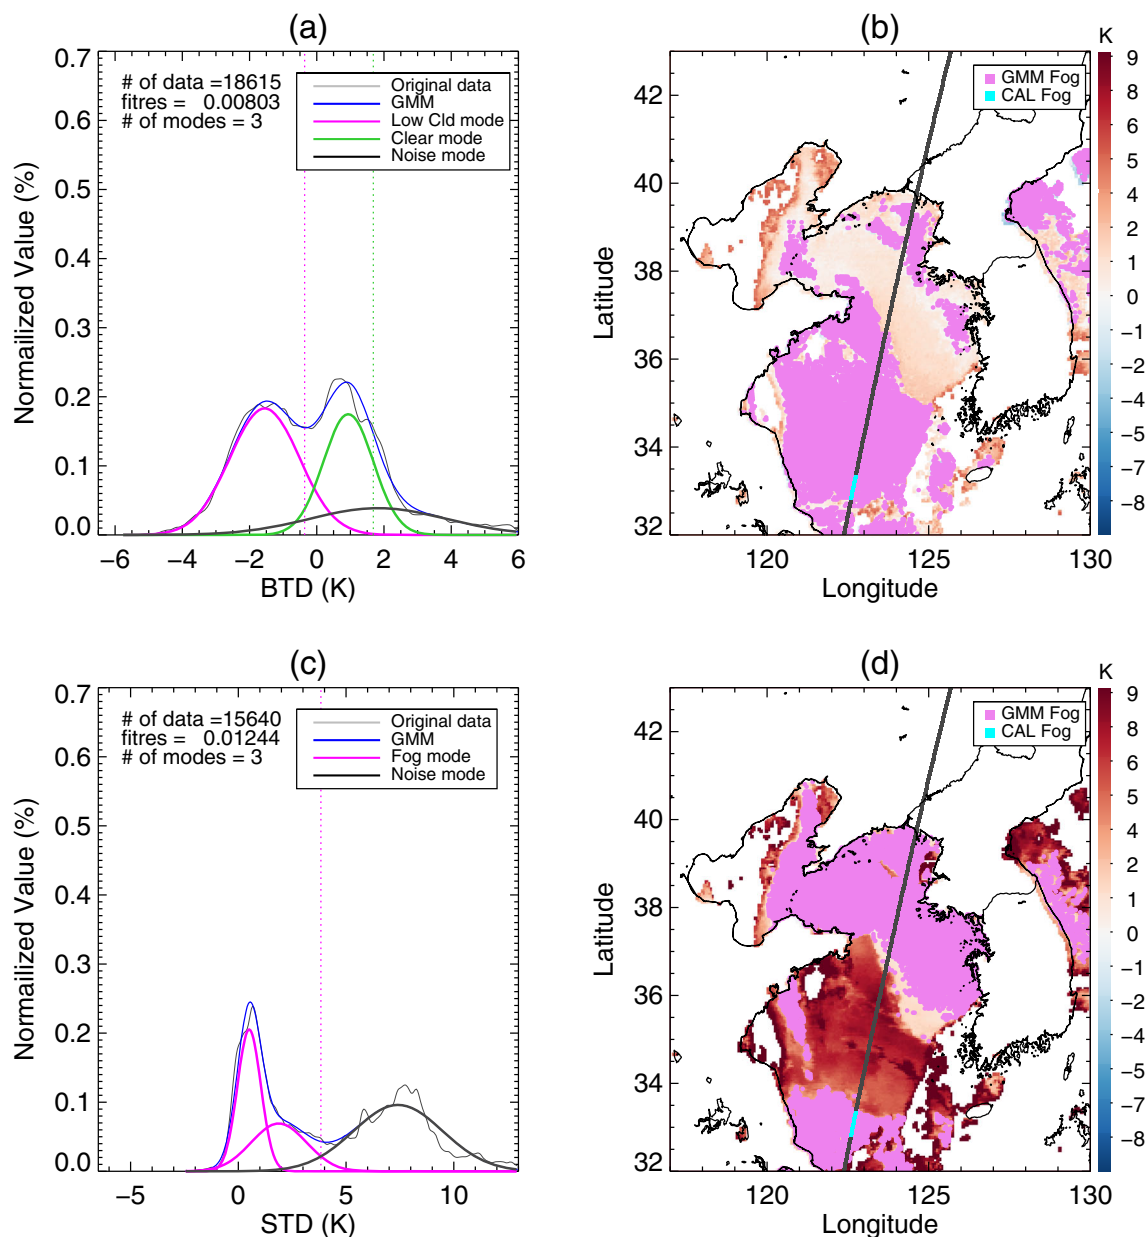 (a)
0.7
0.6
0.5
0.4
0.3
0.2
0.1
0.0
Normailized Value (%)
# of data =18615
fitres = 0.00803
# of modes = 3
Original data
GMM
Low Cld mode
Clear mode
Noise mode
−6 −4 −2 0 2 4 6
BTD (K)
(b)
42
40
38
36
34
32
Latitude
GMM Fog
CAL Fog
120 125 130
Longitude
K
9
8
6
5
4
2
1
0
−1
−2
−4
−5
−7
−8
(c)
0.7
0.6
0.5
0.4
0.3
0.2
0.1
0.0
Normailized Value (%)
# of data =15640
fitres = 0.01244
# of modes = 3
Original data
GMM
Fog mode
Noise mode
−5 0 5 10
STD (K)
(d)
42
40
38
36
34
32
Latitude
GMM Fog
CAL Fog
120 125 130
Longitude
K
9
8
6
5
4
2
1
0
−1
−2
−4
−5
−7
−8